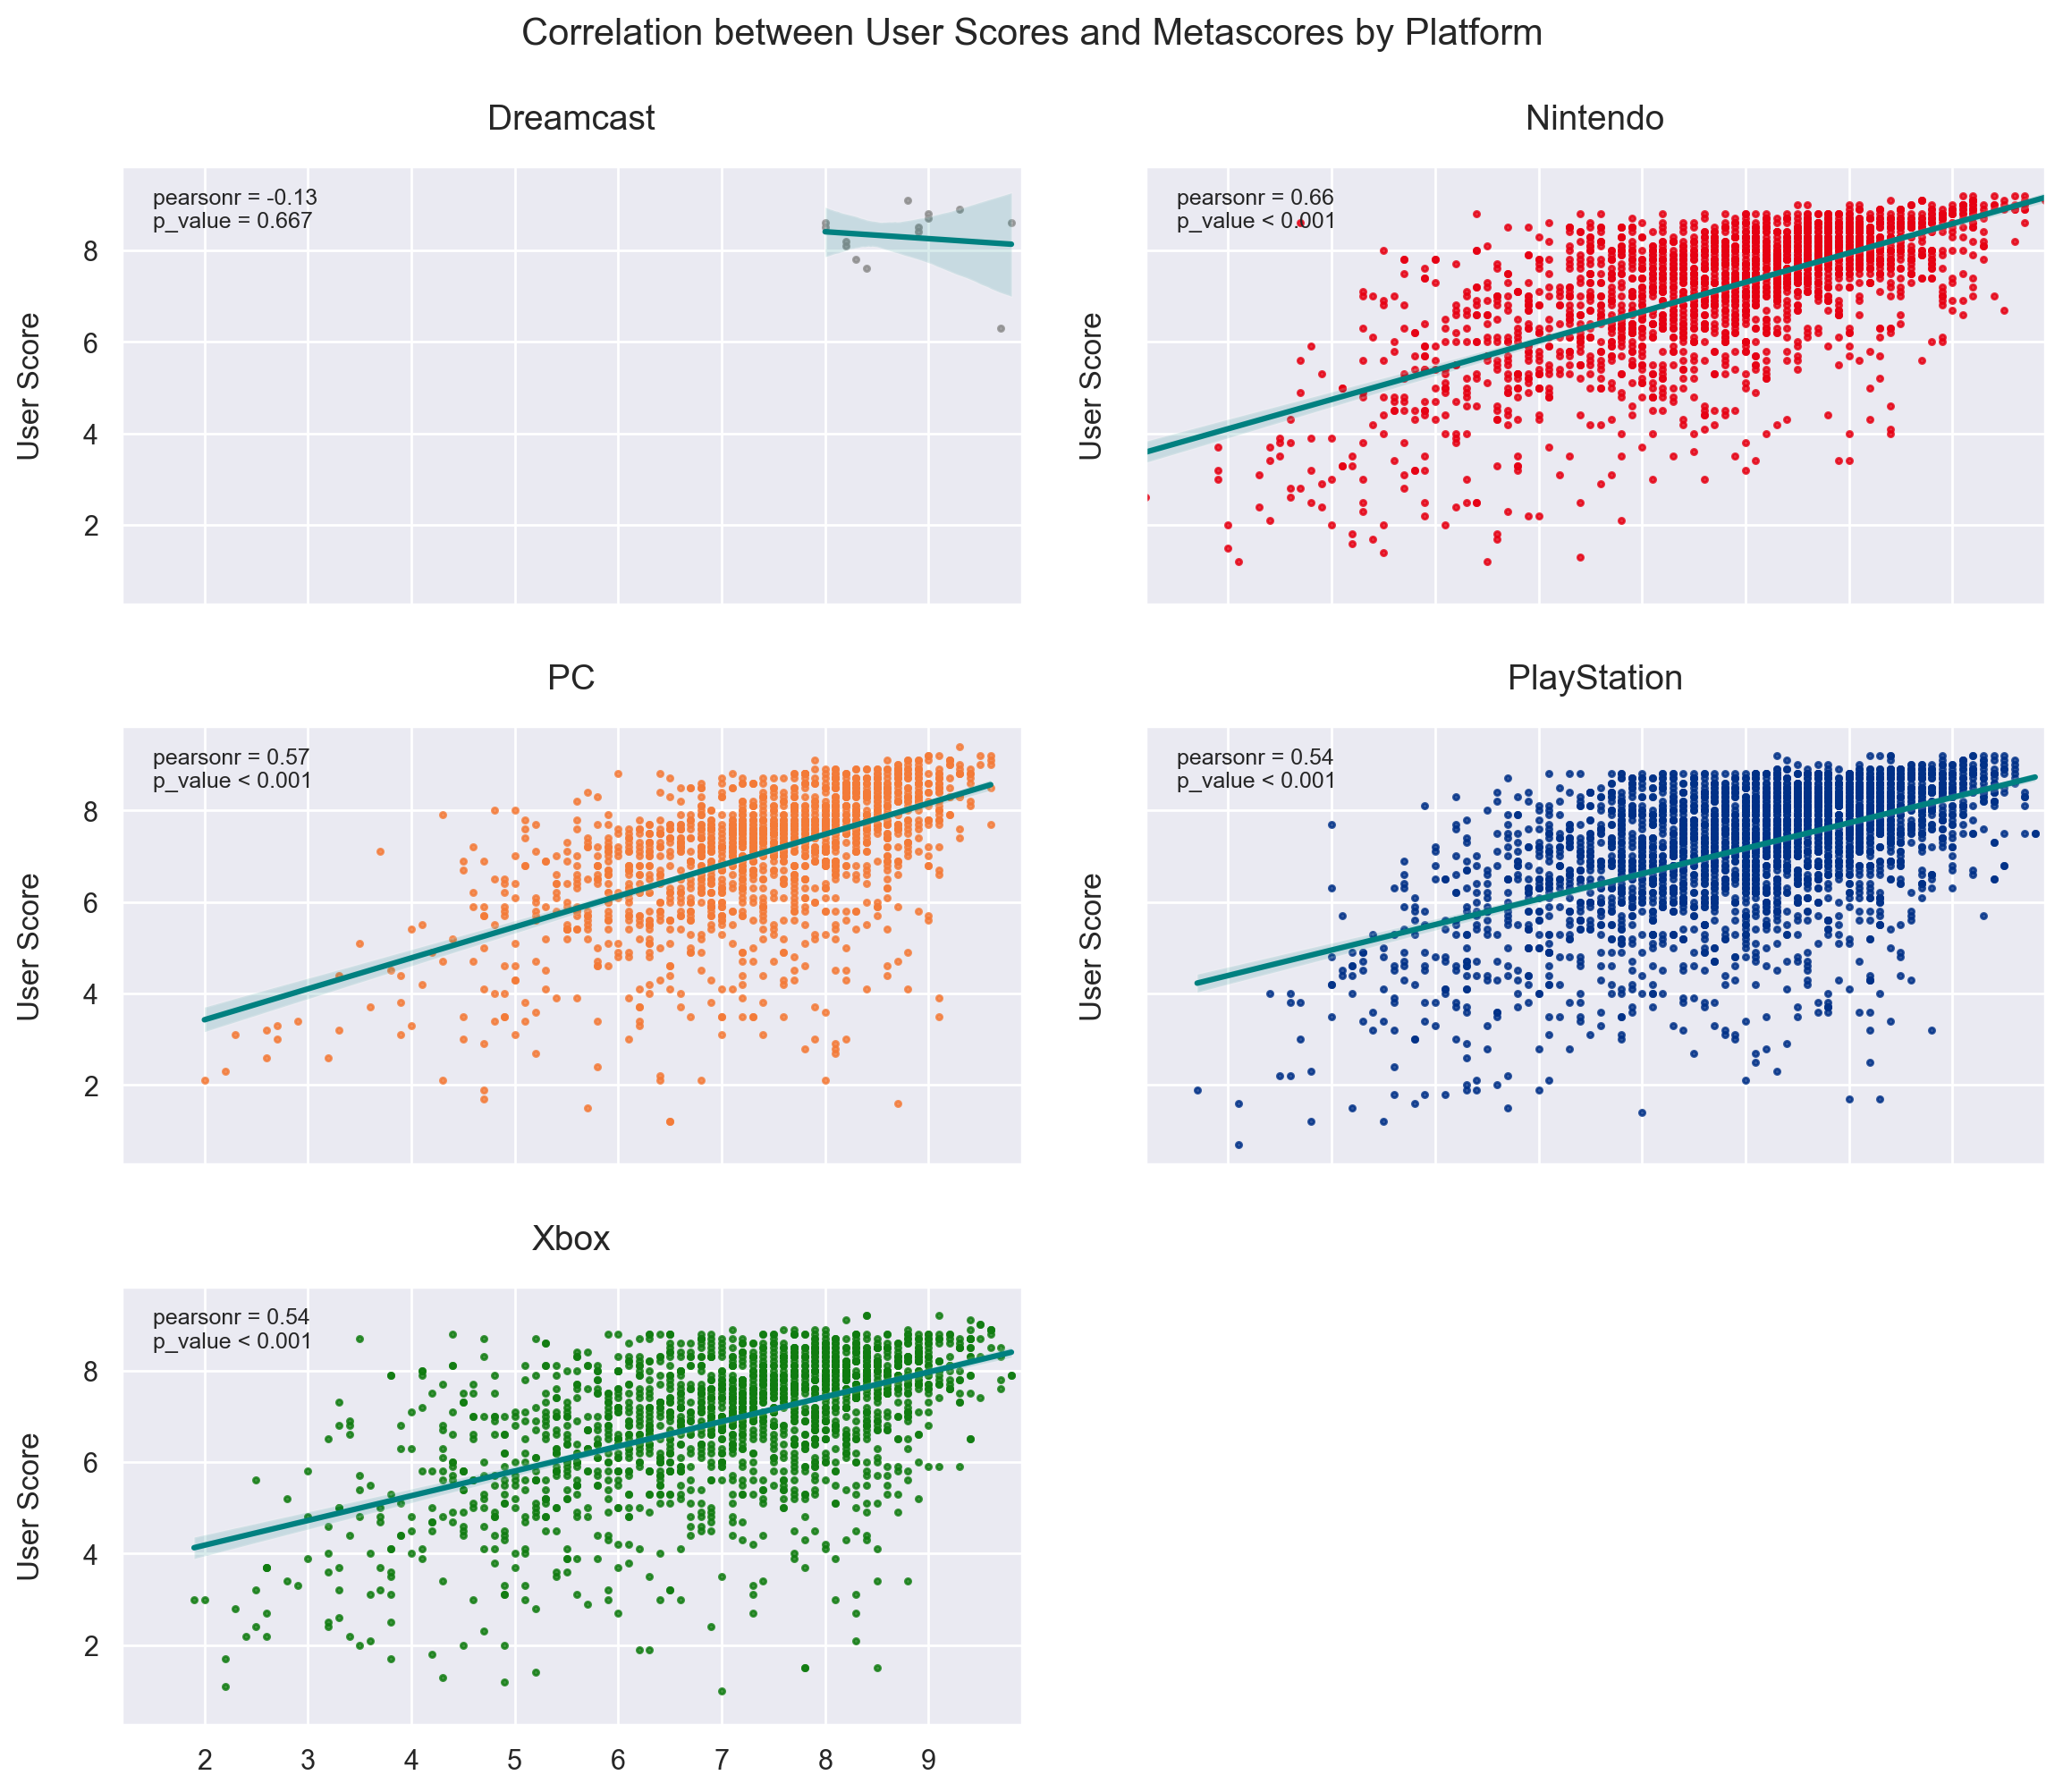 Correlation between User Scores and Metascores by Platform
Dreamcast
pearsonr = -0.13
p_value = 0.667
8
6
4
2
User Score
Nintendo
pearsonr = 0.66
p_value < 0.001
User Score
PC
pearsonr = 0.57
p_value < 0.001
8
6
4
2
User Score
PlayStation
pearsonr = 0.54
p_value < 0.001
User Score
Xbox
pearsonr = 0.54
p_value < 0.001
8
6
4
2
User Score
2 3 4 5 6 7 8 9